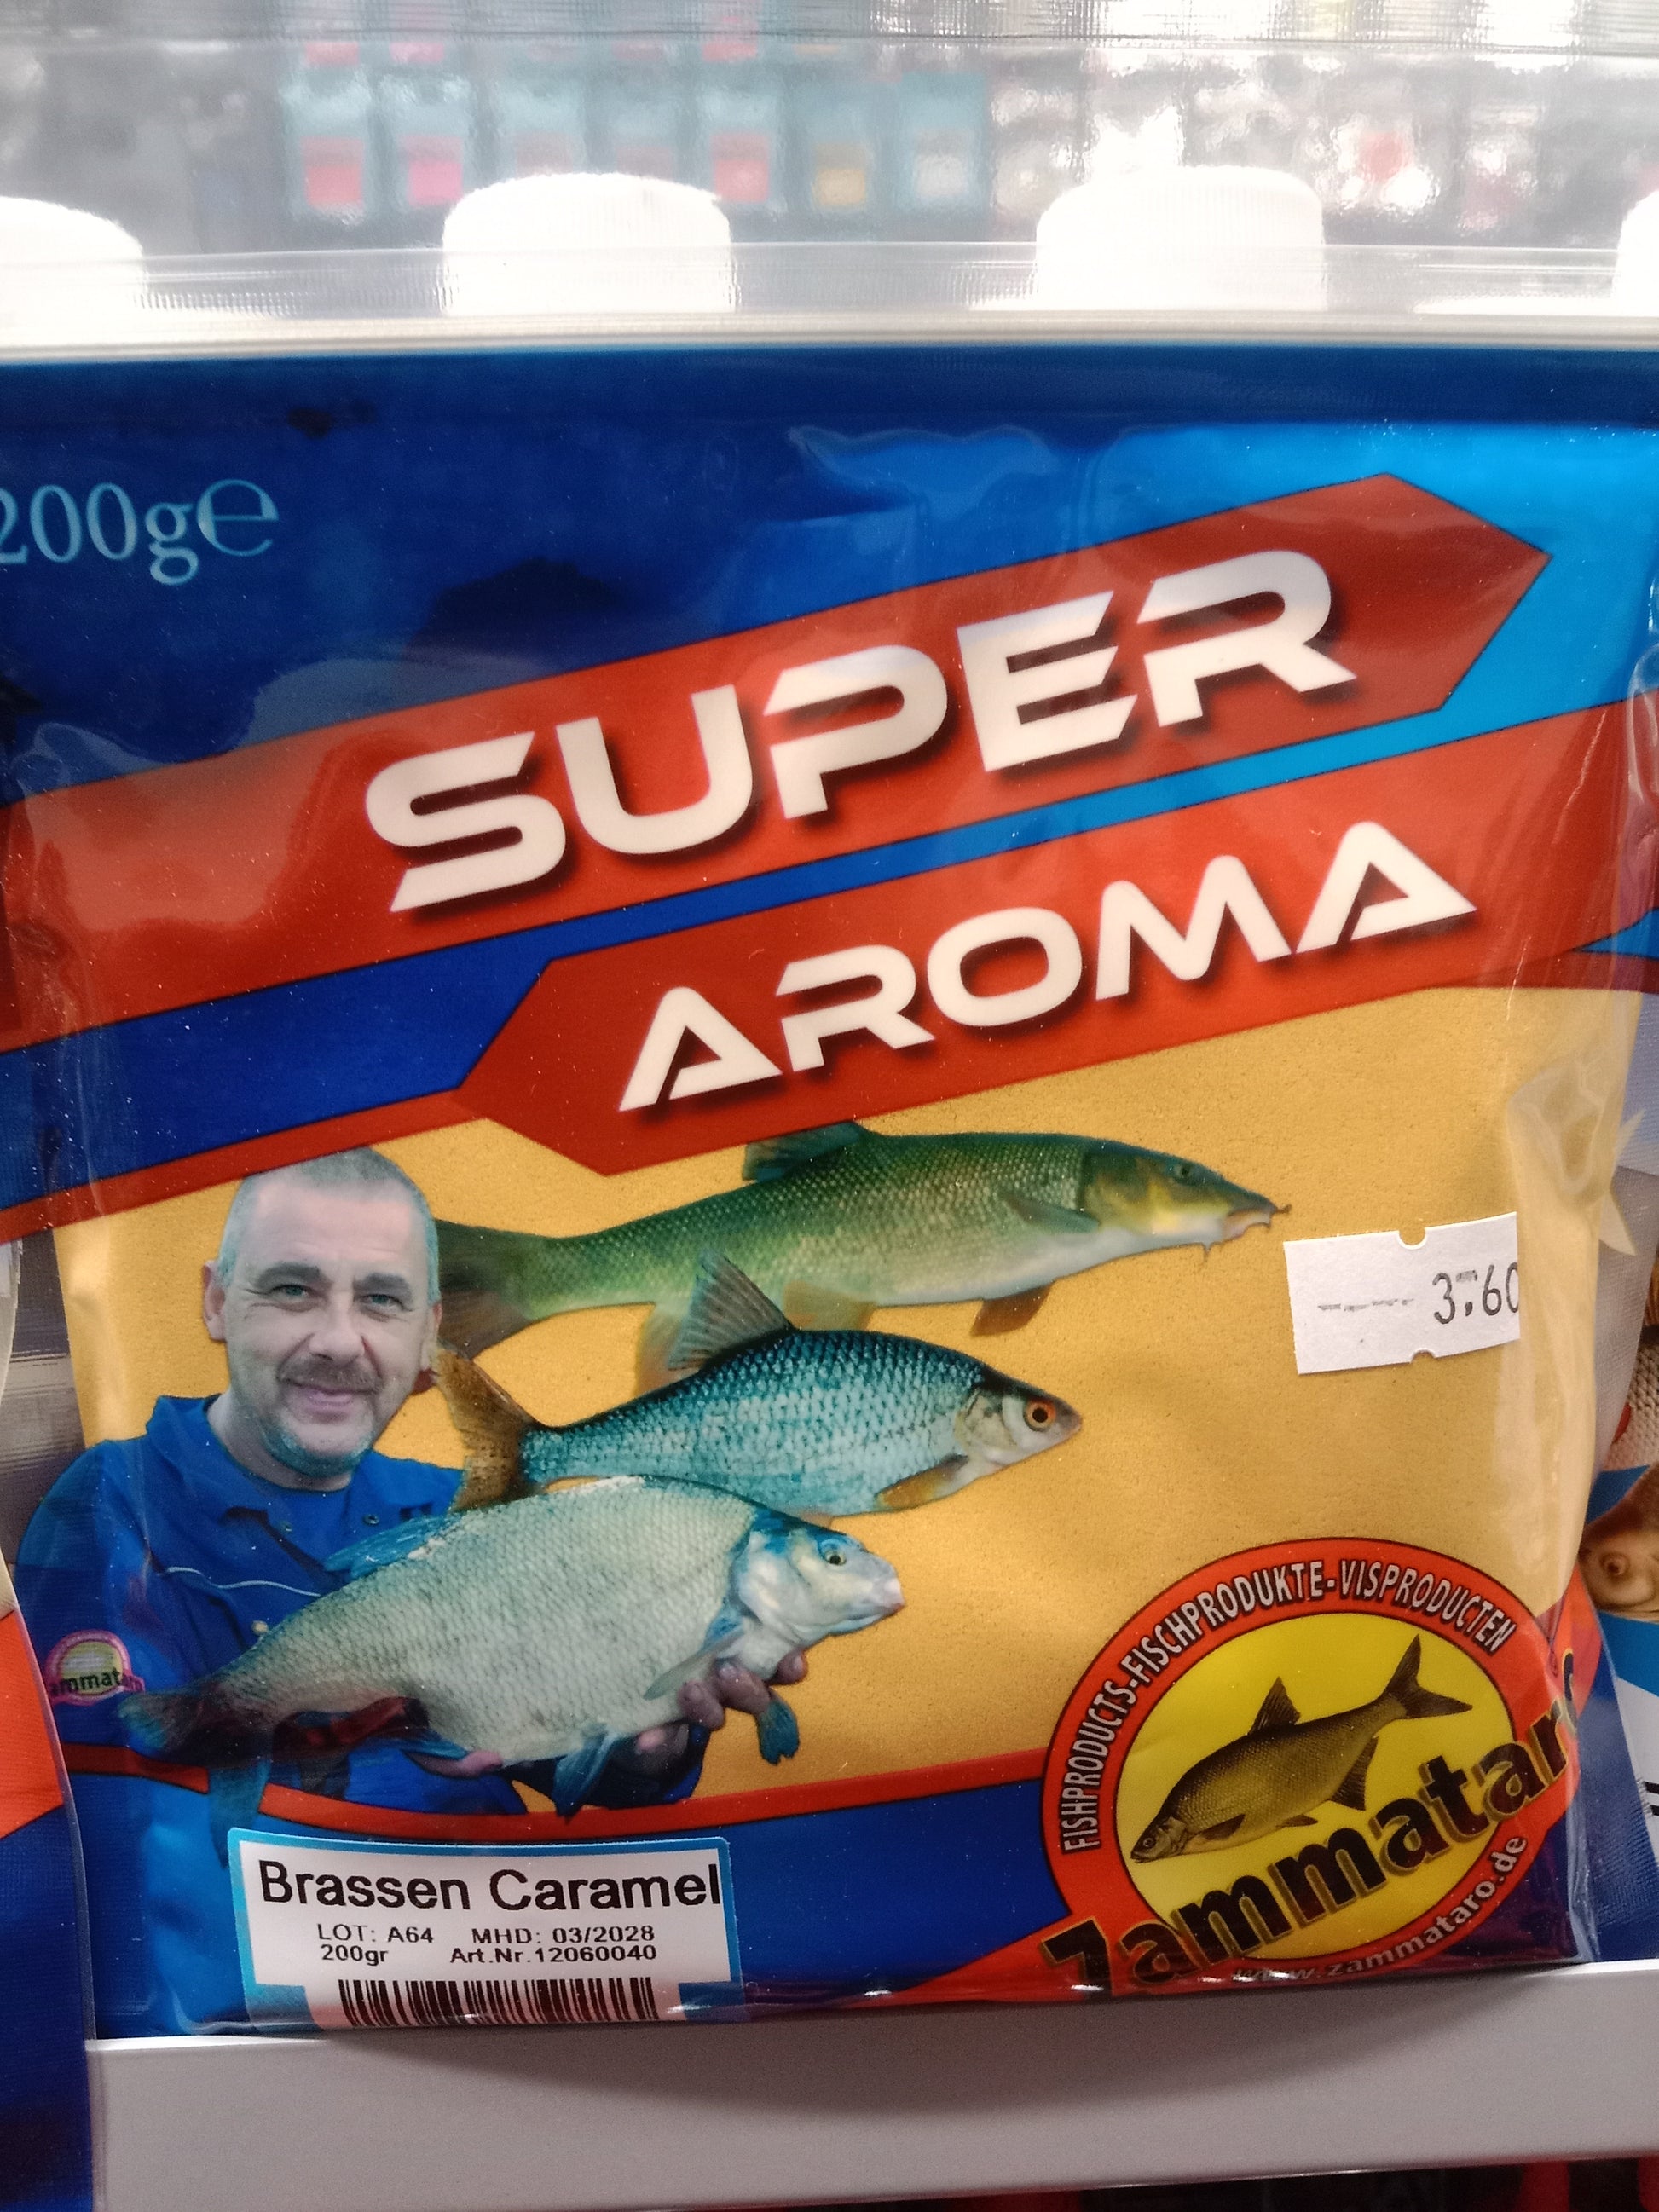 200g℮
SUPER
AROMA
3.60
FISHPRODUCTS-FISCHPRODUKTE-VISPRODUCTEN
Zammataro
www.zammataro.de
Brassen Caramel
LOT: A64 MHD: 03/2028
200gr Art.Nr.12060040